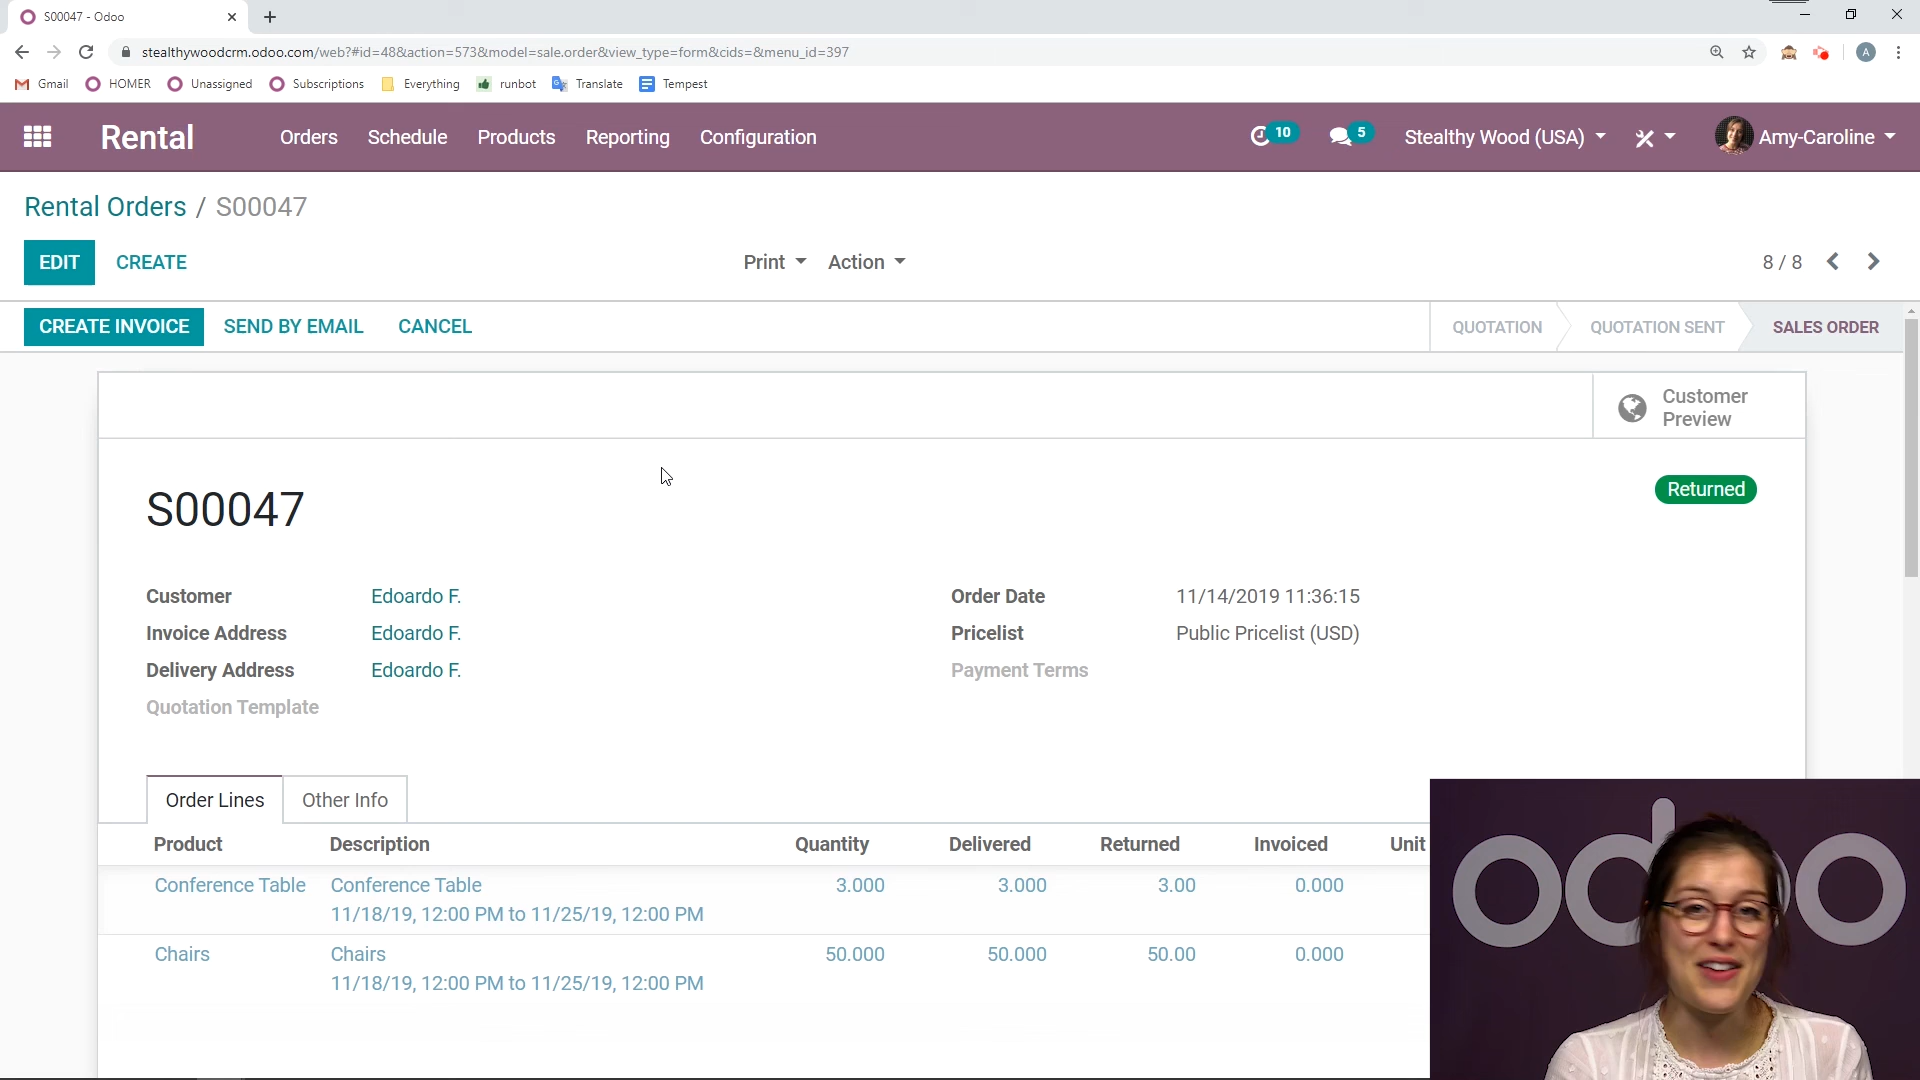 S00047 - Odoo
stealthywoodcrm.odoo.com/web?#id=48&action=573&model=sale.order&view_type=form&cids=&menu_id=397
A
Gmail HOMER Unassigned Subscriptions Everything runbot Translate Tempest
Rental Orders Schedule Products Reporting Configuration 10 5 Stealthy Wood (USA) Amy-Caroline
Rental Orders / S00047
EDIT CREATE Print Action 8 / 8
CREATE INVOICE SEND BY EMAIL CANCEL QUOTATION QUOTATION SENT SALES ORDER
Customer
Preview
S00047 Returned
Customer Edoardo F. Order Date 11/14/2019 11:36:15
Invoice Address Edoardo F. Pricelist Public Pricelist (USD)
Delivery Address Edoardo F. Payment Terms
Quotation Template
Order Lines Other Info
Product Description Quantity Delivered Returned Invoiced Unit
Conference Table Conference Table 3.000 3.000 3.00 0.000
11/18/19, 12:00 PM to 11/25/19, 12:00 PM
Chairs Chairs 50.000 50.000 50.00 0.000
11/18/19, 12:00 PM to 11/25/19, 12:00 PM
odoo